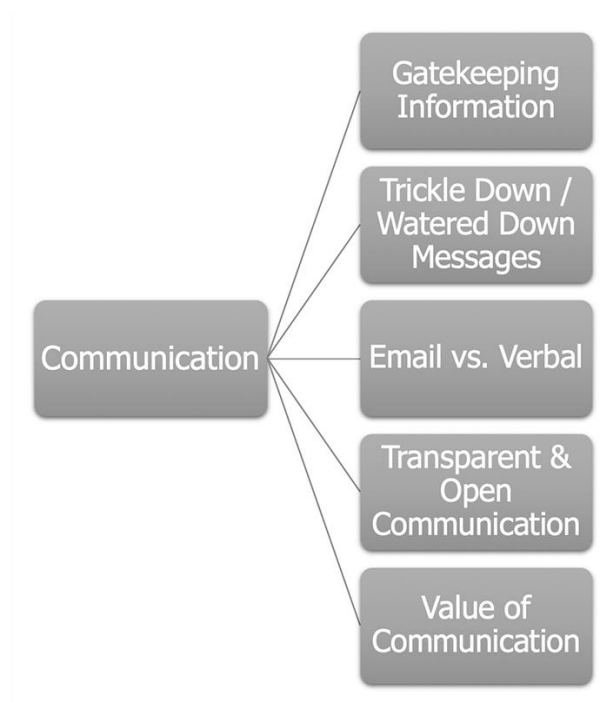 Gatekeeping
Information
Trickle Down /
Watered Down
Messages
Communication
Email vs. Verbal
Transparent &
Open
Communication
Value of
Communication